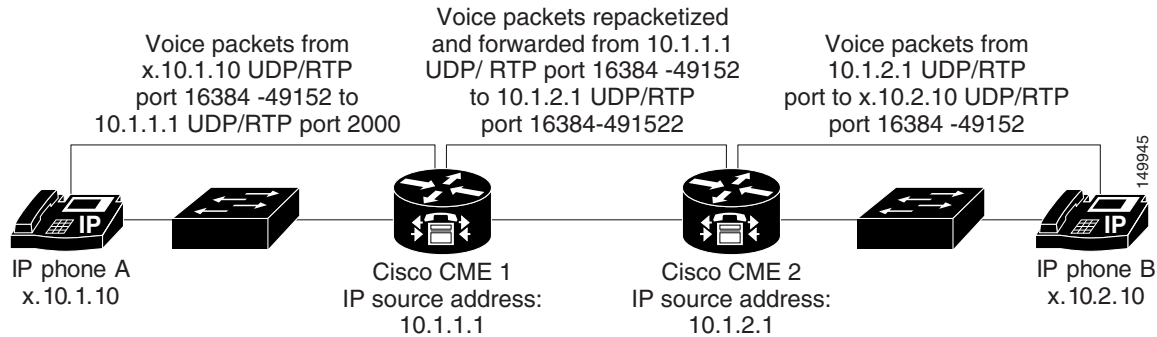 Voice packets from
x.10.1.10 UDP/RTP
port 16384 -49152 to
10.1.1.1 UDP/RTP port 2000
Voice packets repacketized
and forwarded from 10.1.1.1
UDP/ RTP port 16384 -49152
to 10.1.2.1 UDP/RTP
port 16384-491522
Voice packets from
10.1.2.1 UDP/RTP
port to x.10.2.10 UDP/RTP
port 16384 -49152
149945
IP
IP
IP phone A
x.10.1.10
Cisco CME 1
IP source address:
10.1.1.1
Cisco CME 2
IP source address:
10.1.2.1
IP phone B
x.10.2.10